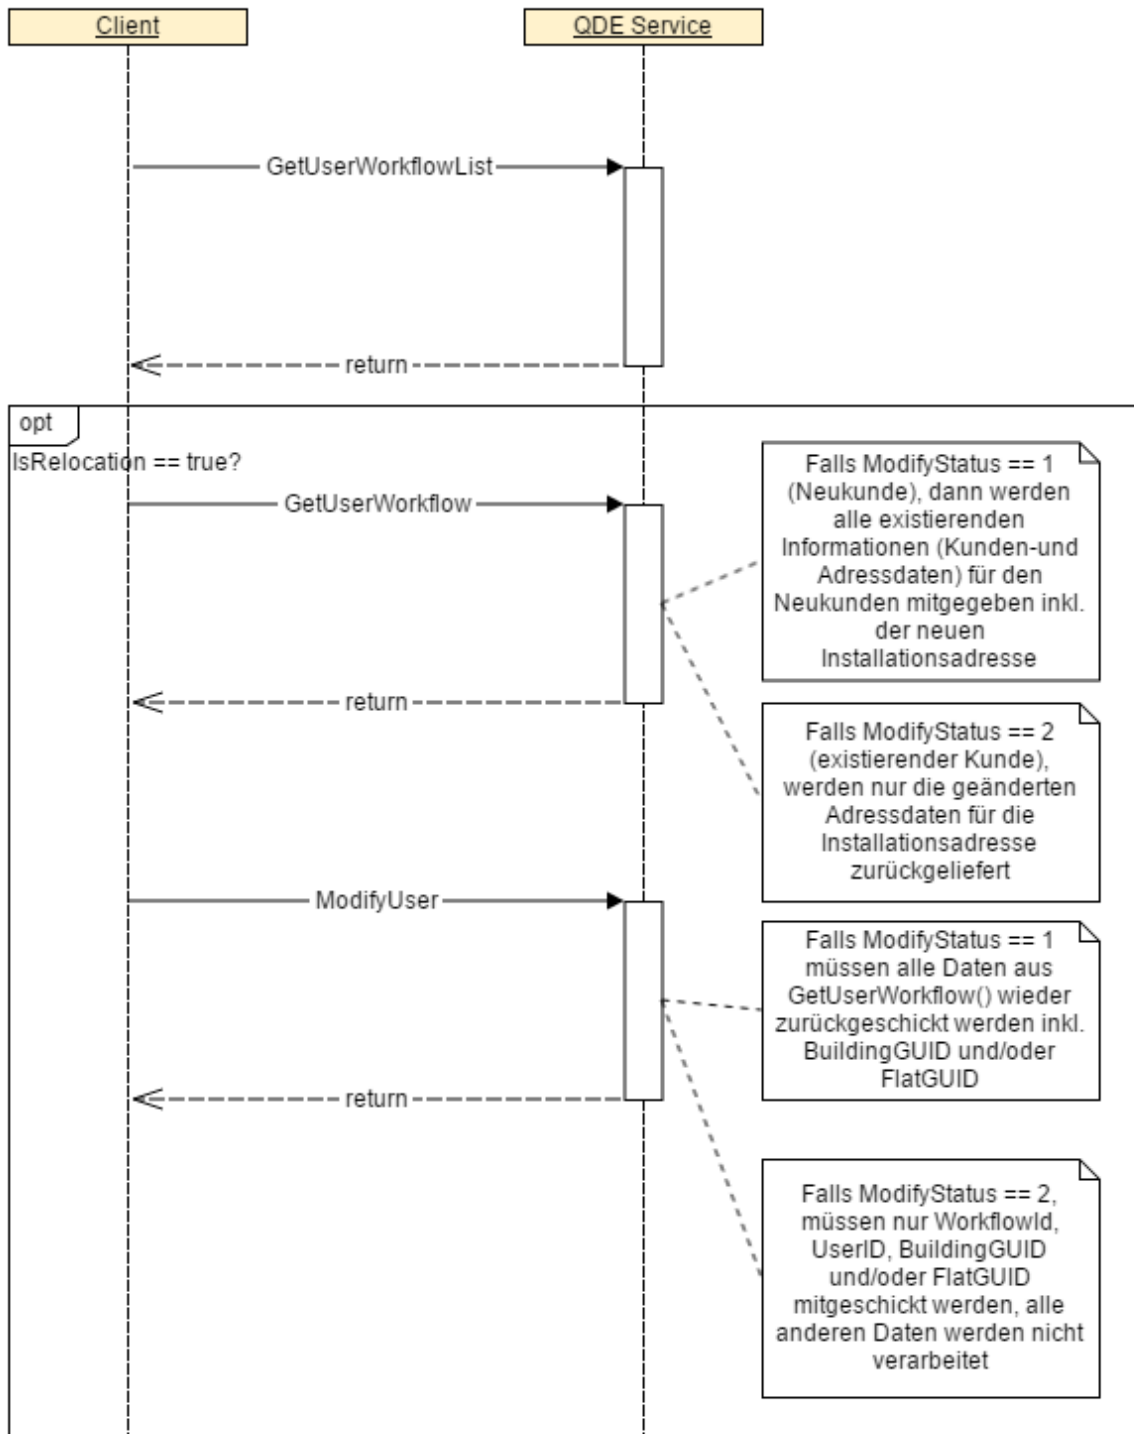 Client
QDE Service
GetUserWorkflowList
return
opt
IsRelocation == true?
GetUserWorkflow
Falls ModifyStatus == 1
(Neukunde), dann werden
alle existierenden
Informationen (Kunden-und
Adressdaten) für den
Neukunden mitgegeben inkl.
der neuen
Installationsadresse
return
Falls ModifyStatus == 2
(existierender Kunde),
werden nur die geänderten
Adressdaten für die
Installationsadresse
zurückgeliefert
ModifyUser
Falls ModifyStatus == 1
müssen alle Daten aus
GetUserWorkflow() wieder
zurückgeschickt werden inkl.
BuildingGUID und/oder
FlatGUID
return
Falls ModifyStatus == 2,
müssen nur WorkflowId,
UserID, BuildingGUID
und/oder FlatGUID
mitgeschickt werden, alle
anderen Daten werden nicht
verarbeitet